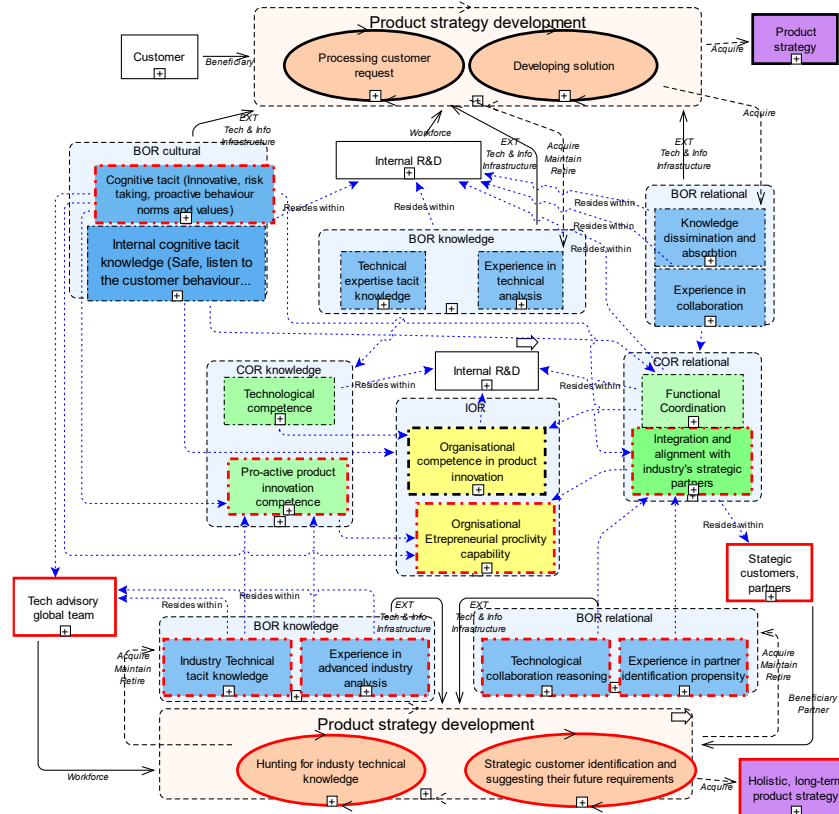 Product strategy development
Customer
Beneficiary
Processing customer
request
Developing solution
Acquire
Product
strategy
EXT
Tech & Info
Infrastructure
Workforce
EXT
Tech & Info
Infrastructure
Acquire
Maintain
Retire
EXT
Tech & Info
Infrastructure
Acquire
BOR cultural
Cognitive tacit (Innovative, risk
taking, proactive behaviour
norms and values)
Internal cognitive tacit
knowledge (Safe, listen to
the customer behaviour...
Internal R&D
Resides within
Resides within
Resides within
Resides within
BOR knowledge
Technical
expertise tacit
knowledge
Experience in
technical
analysis
BOR relational
Knowledge
dissimination and
absorbtion
Experience in
collaboration
COR knowledge
Technological
competence
Pro-active product
innovation
competence
Resides within
Internal R&D
Resides within
IOR
Organisational
competence in product
innovation
Orgnisational
Etrepreneurial proclivity
capability
COR relational
Functional
Coordination
Integration and
alignment with
industry's strategic
partners
Resides within
Stategic
customers,
partners
Tech advisory
global team
Resides within
Resides within
EXT
Tech & Info
Infrastructure
EXT
Tech & Info
Infrastructure
BOR knowledge
Industry Technical
tacit knowledge
Experience in
advanced industry
analysis
BOR relational
Technological
collaboration reasoning
Experience in partner
identification propensity
Acquire
Maintain
Retire
Acquire
Maintain
Retire
Beneficiary
Partner
Product strategy development
Workforce
Hunting for industy technical
knowledge
Strategic customer identification and
suggesting their future requirements
Acquire
Holistic, long-term
product strategy